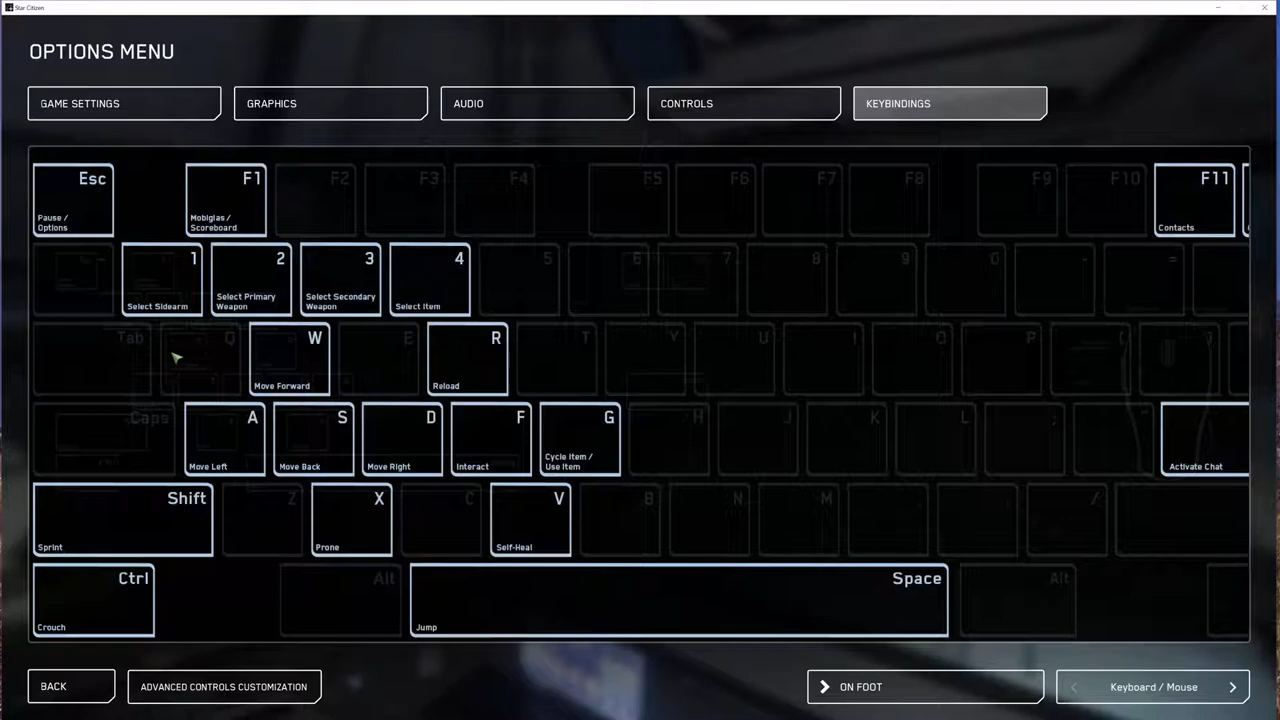 Star Citizen
OPTIONS MENU
GAME SETTINGS
GRAPHICS
AUDIO
CONTROLS
KEYBINDINGS
Esc
Pause /
Options
F1
Mobiglas /
Scoreboard
F2
F3
F4
F5
F6
F7
F8
F9
F10
F11
Contacts
1
Select Sidearm
2
Select Primary
Weapon
3
Select Secondary
Weapon
4
Select Item
5
6
7
8
9
0
-
=
Tab
Q
W
Move Forward
E
R
Reload
T
Y
U
I
O
P
Caps
A
Move Left
S
Move Back
D
Move Right
F
Interact
G
Cycle Item /
Use Item
H
J
K
L
;
Activate Chat
Shift
Sprint
Z
X
Prone
C
V
Self-Heal
B
N
M
,
.
/
Ctrl
Crouch
Alt
Space
Jump
Alt
BACK
ADVANCED CONTROLS CUSTOMIZATION
ON FOOT
Keyboard / Mouse